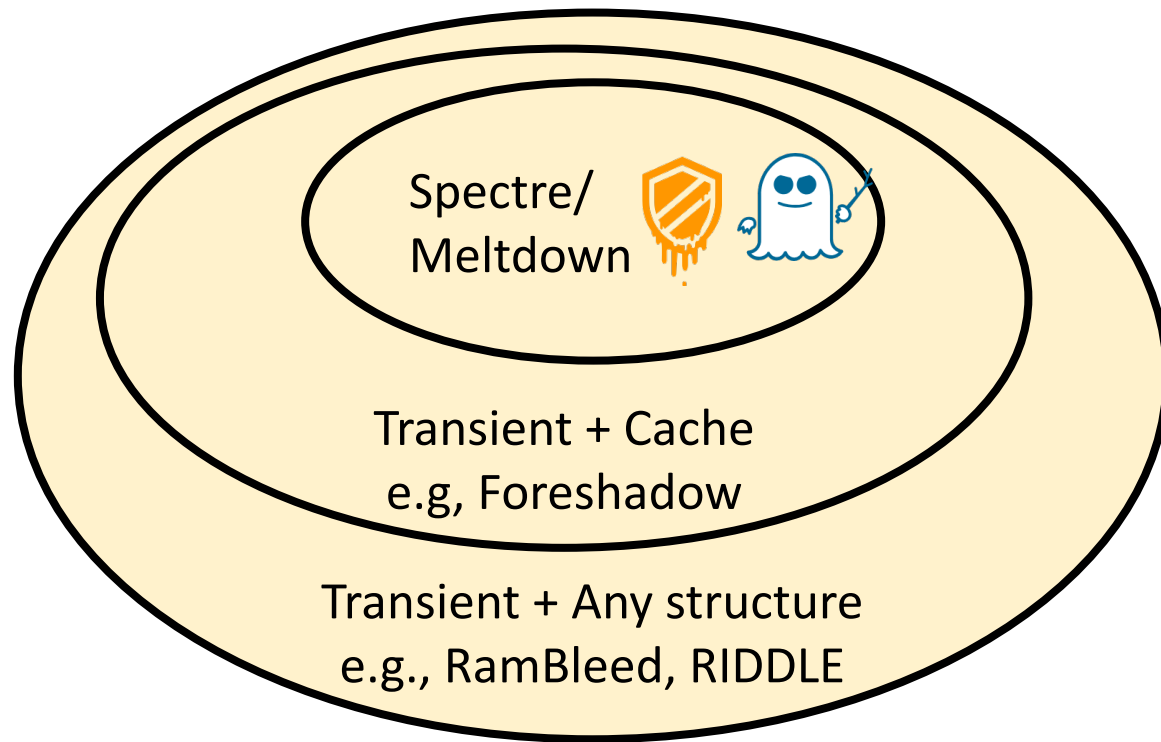 Spectre/
Meltdown
Transient + Cache
e.g, Foreshadow
Transient + Any structure
e.g., RamBleed, RIDDLE